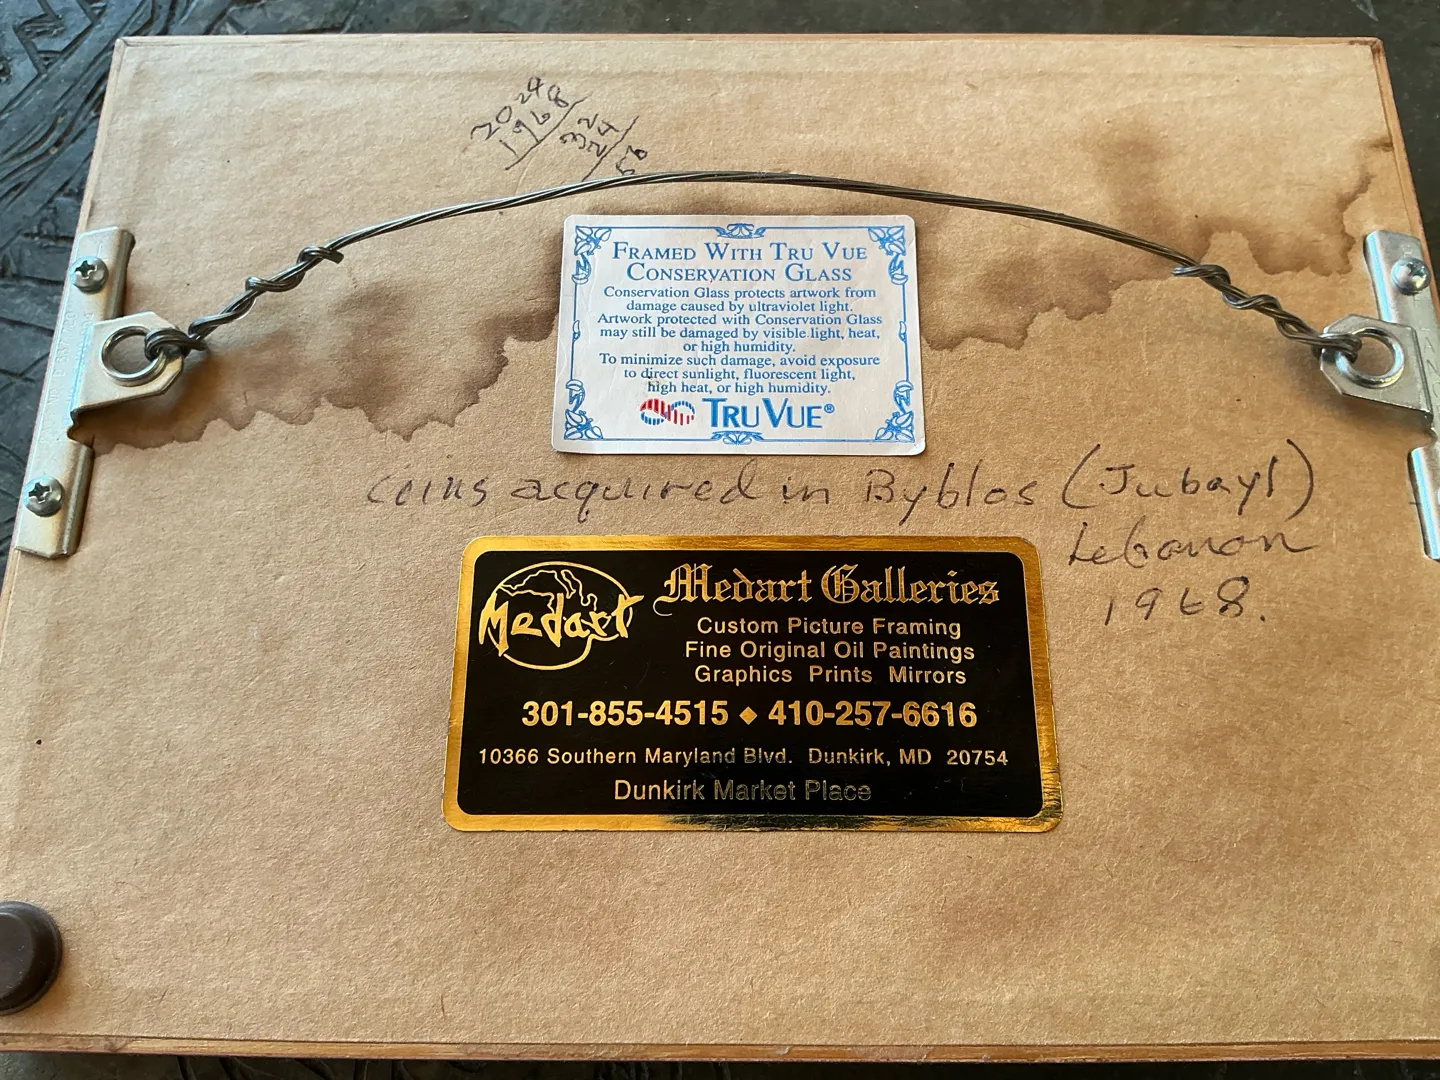 2024
1968
32
24
56
FRAMED WITH TRU VUE
CONSERVATION GLASS
Conservation Glass protects artwork from
damage caused by ultraviolet light.
Artwork protected with Conservation Glass
may still be damaged by visible light, heat,
or high humidity.
To minimize such damage, avoid exposure
to direct sunlight, fluorescent light,
high heat, or high humidity.
TRU VUE®
coins acquired in Byblos (Jubayl)
Lebanon
1968.
Medart
Medart Galleries
Custom Picture Framing
Fine Original Oil Paintings
Graphics Prints Mirrors
301-855-4515 ◆ 410-257-6616
10366 Southern Maryland Blvd. Dunkirk, MD 20754
Dunkirk Market Place